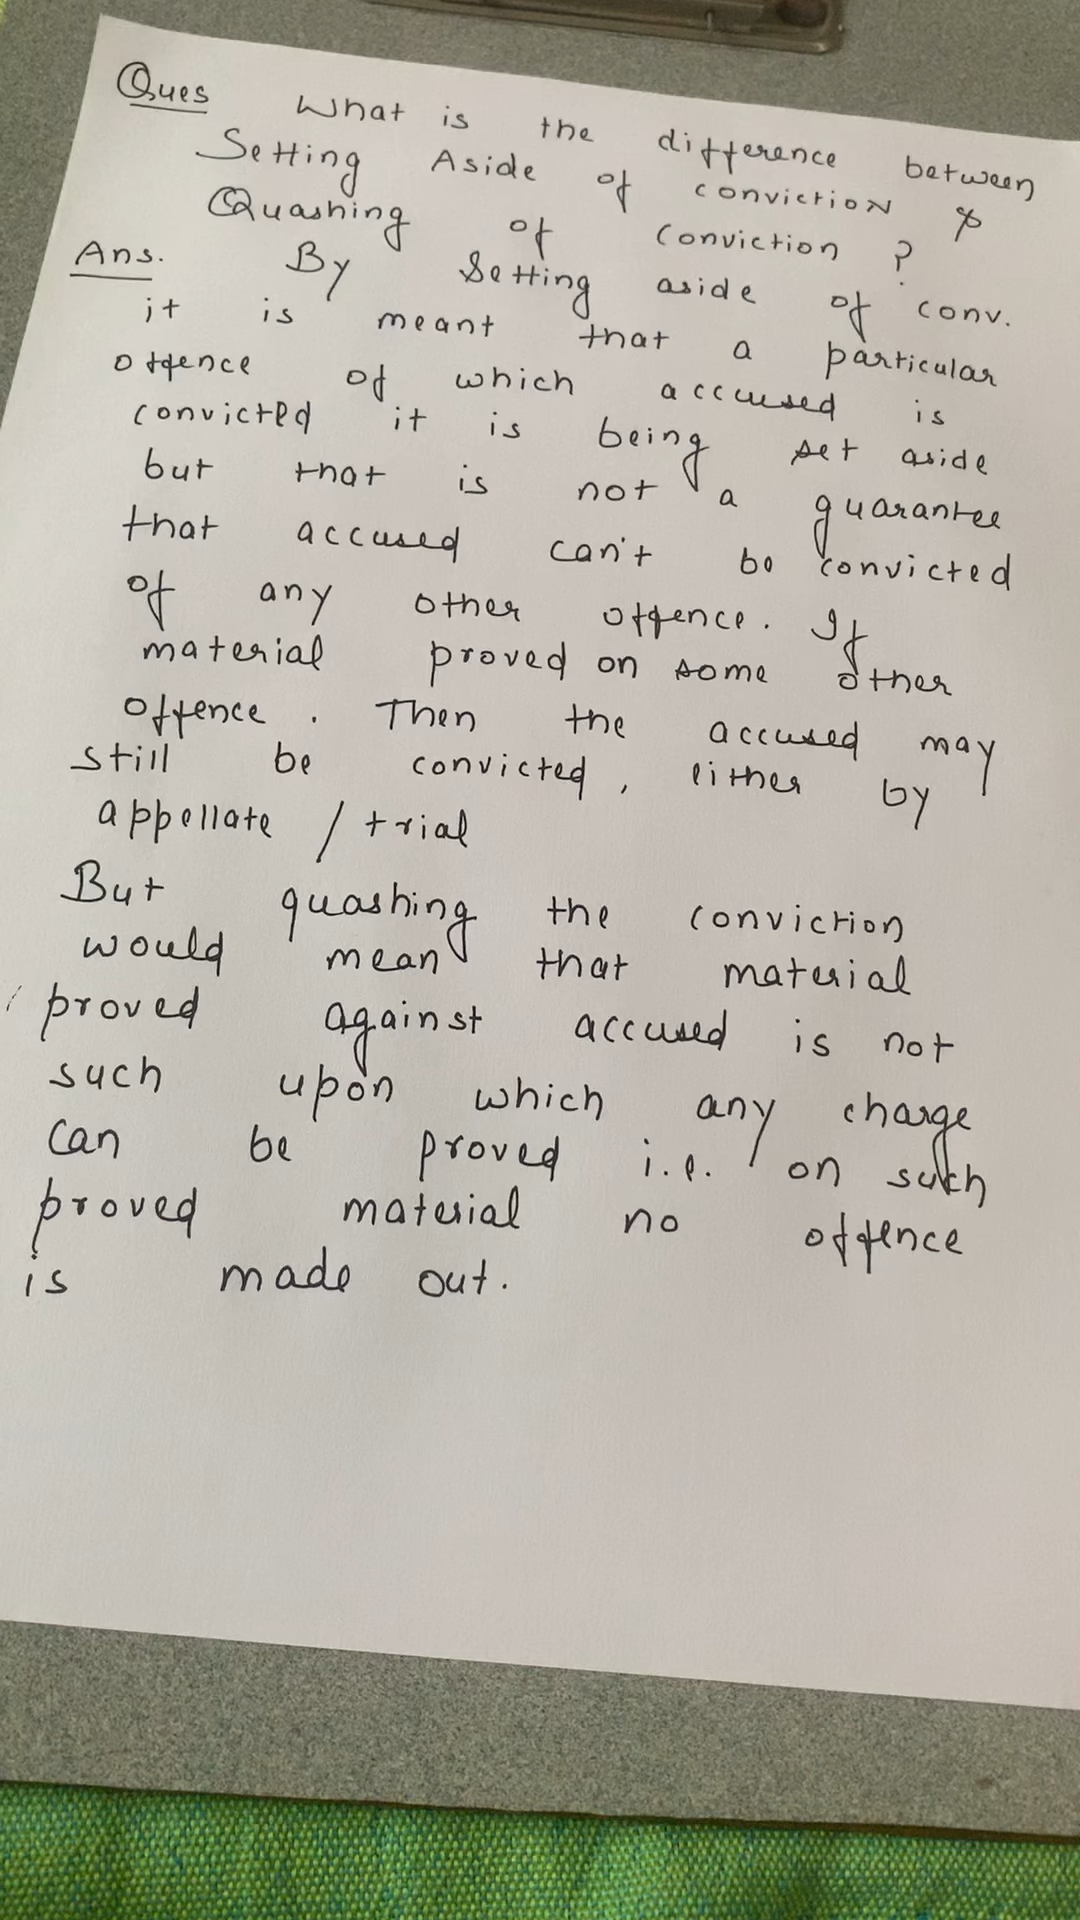 Ques What is the difference between
Setting Aside of conviction &
Quashing of conviction ?
Ans. By Setting aside of conv.
it is meant that a particular
offence of which accused is
convicted it is being set aside
but that is not a guarantee
that accused can't be convicted
of any other offence. If
material proved on some other
offence. Then the accused may
still be convicted, either by
appellate / trial
But quashing the conviction
would mean that material
proved against accused is not
such upon which any charge
can be proved i.e. on such
proved material no offence
is made out.